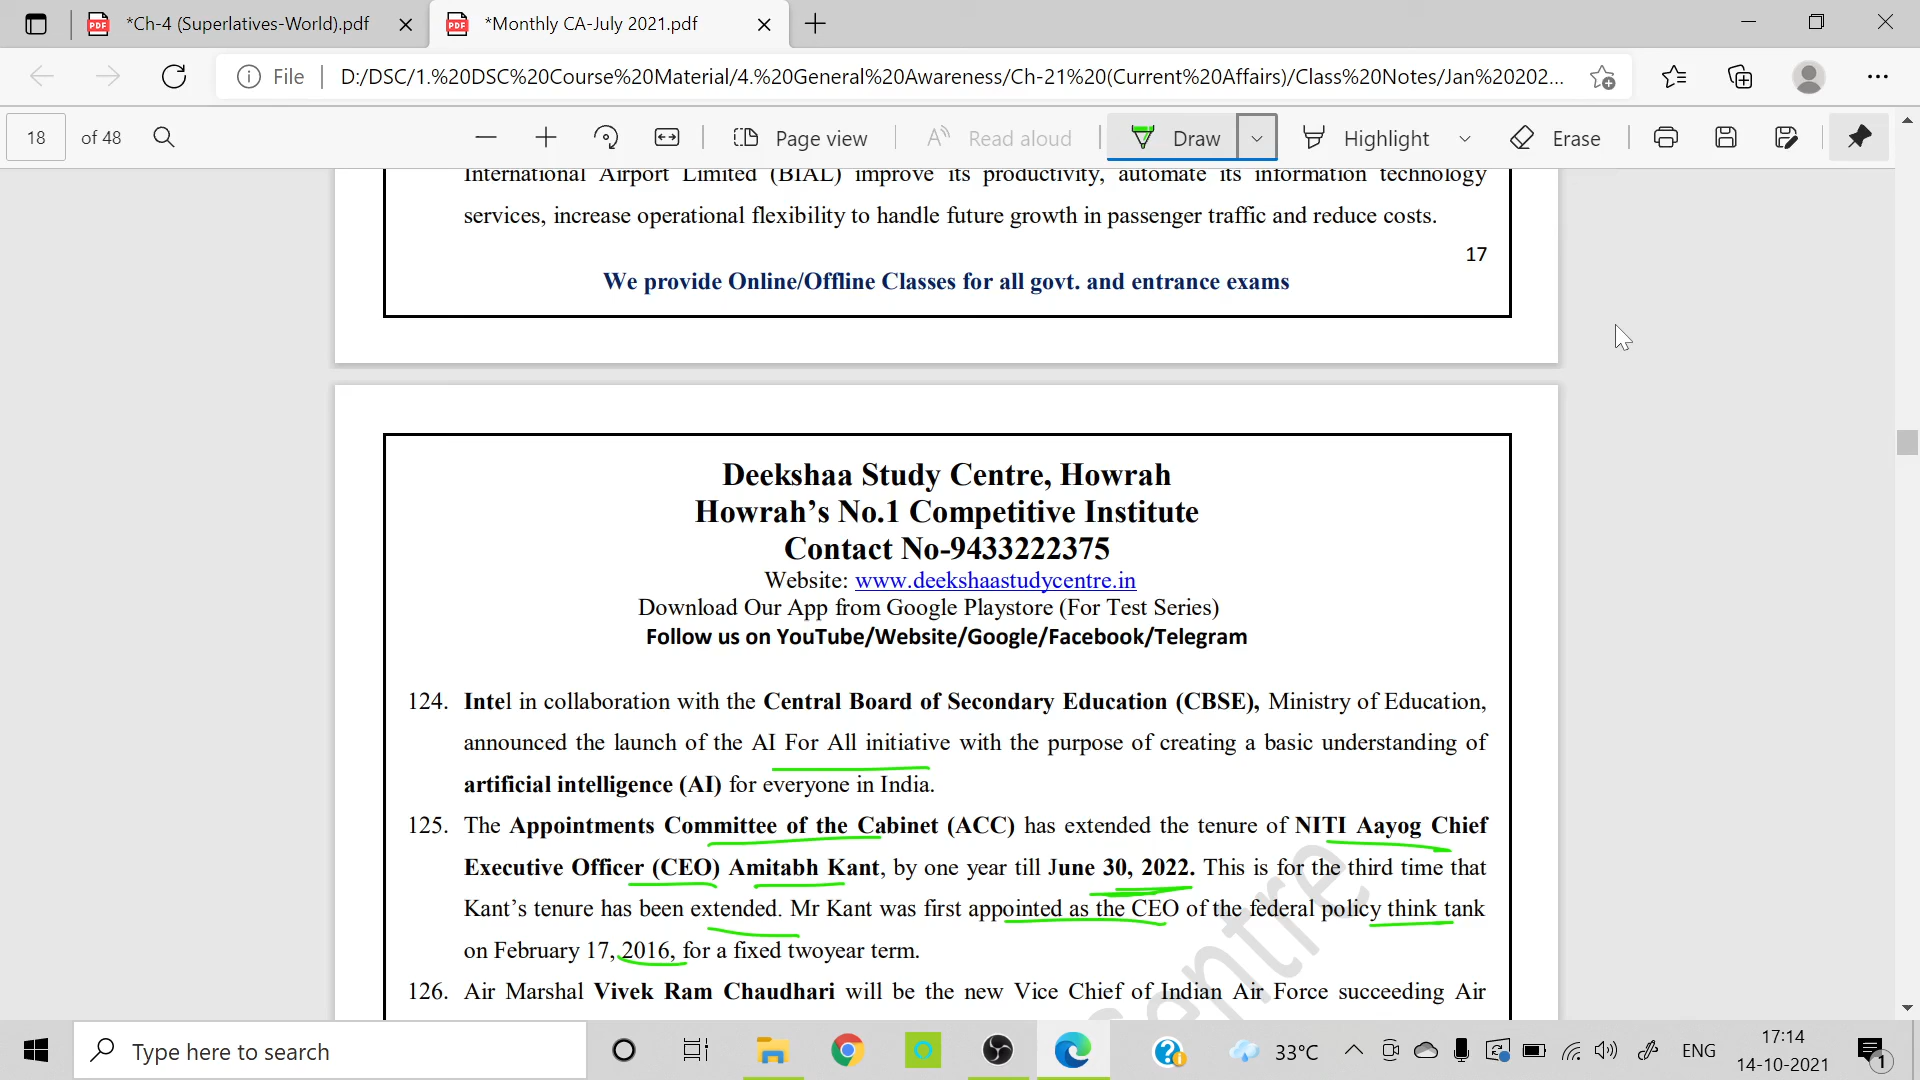 *Ch-4 (Superlatives-World).pdf
*Monthly CA-July 2021.pdf
File
D:/DSC/1.%20DSC%20Course%20Material/4.%20General%20Awareness/Ch-21%20(Current%20Affairs)/Class%20Notes/Jan%20202...
18 of 48
Page view
Read aloud
Draw
Highlight
Erase
International Airport Limited (BIAL) improve its productivity, automate its information technology
services, increase operational flexibility to handle future growth in passenger traffic and reduce costs.
17
We provide Online/Offline Classes for all govt. and entrance exams
Deekshaa Study Centre, Howrah
Howrah's No.1 Competitive Institute
Contact No-9433222375
Website: www.deekshaastudycentre.in
Download Our App from Google Playstore (For Test Series)
Follow us on YouTube/Website/Google/Facebook/Telegram
124. Intel in collaboration with the Central Board of Secondary Education (CBSE), Ministry of Education,
announced the launch of the AI For All initiative with the purpose of creating a basic understanding of
artificial intelligence (AI) for everyone in India.
125. The Appointments Committee of the Cabinet (ACC) has extended the tenure of NITI Aayog Chief
Executive Officer (CEO) Amitabh Kant, by one year till June 30, 2022. This is for the third time that
Kant's tenure has been extended. Mr Kant was first appointed as the CEO of the federal policy think tank
on February 17, 2016, for a fixed twoyear term.
126. Air Marshal Vivek Ram Chaudhari will be the new Vice Chief of Indian Air Force succeeding Air
Centre
Type here to search
33°C
ENG
17:14
14-10-2021
1